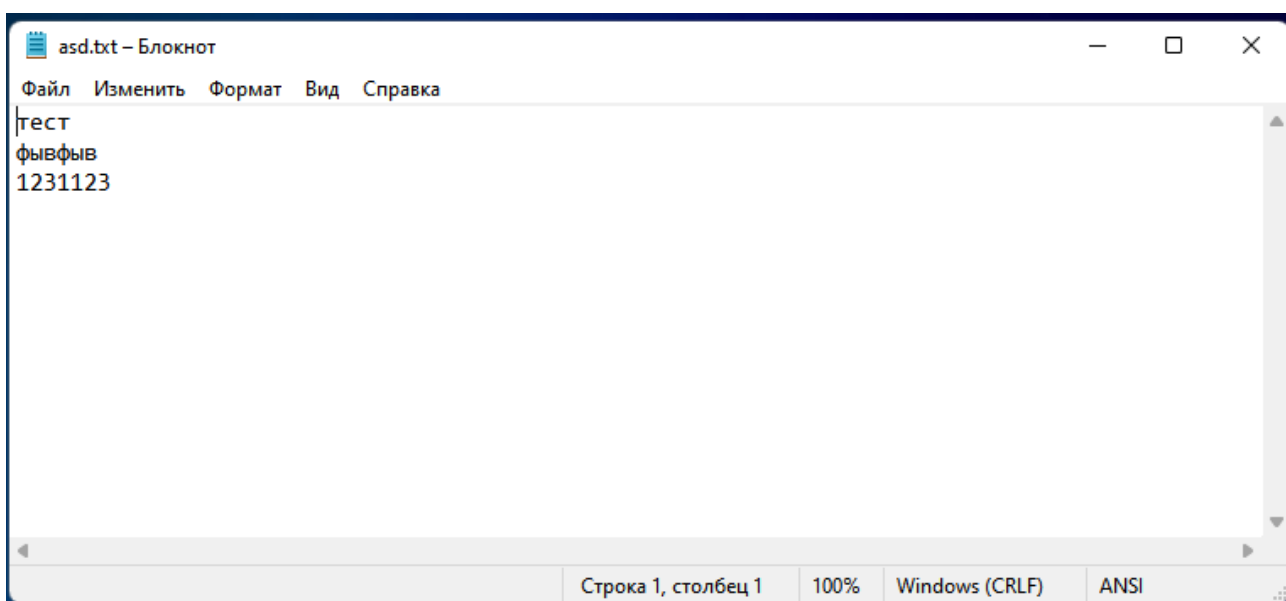 asd.txt – Блокнот
Файл Изменить Формат Вид Справка
тест
фывфыв
1231123
Строка 1, столбец 1 100% Windows (CRLF) ANSI